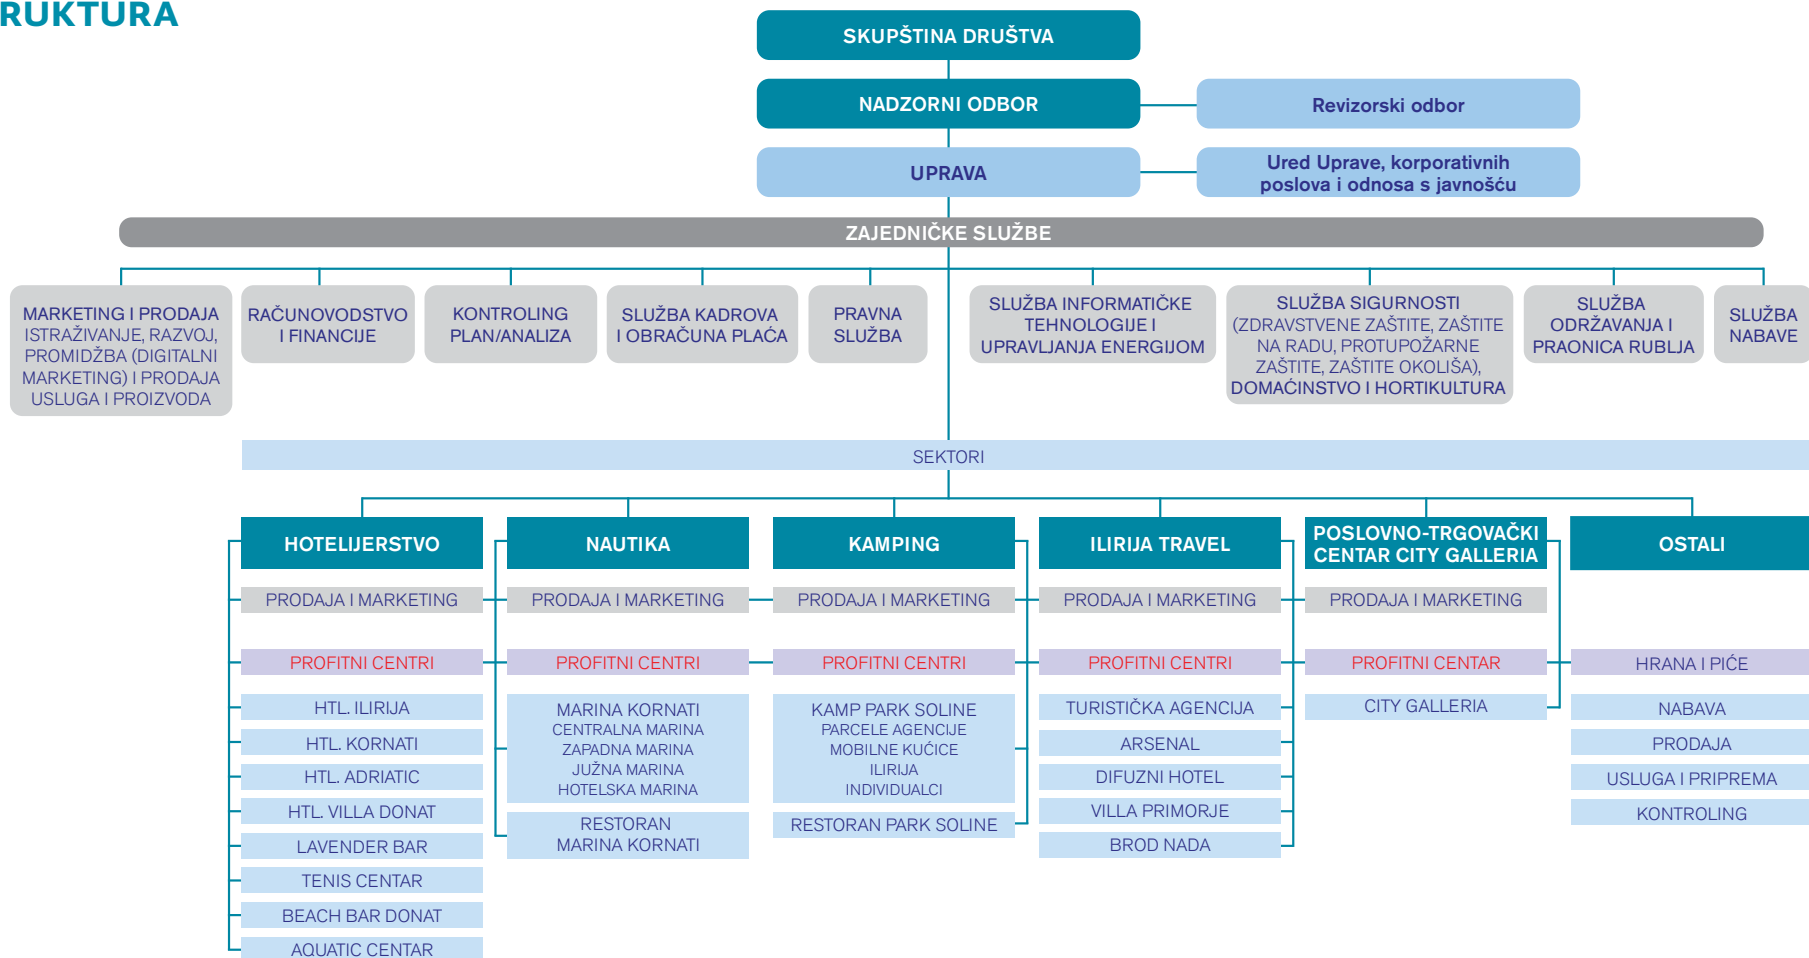 RUKTURA
SKUPŠTINA DRUŠTVA
NADZORNI ODBOR
Revizorski odbor
UPRAVA
Ured Uprave, korporativnih
poslova i odnosa s javnošću
ZAJEDNIČKE SLUŽBE
MARKETING I PRODAJA
ISTRAŽIVANJE, RAZVOJ,
PROMIDŽBA (DIGITALNI
MARKETING) I PRODAJA
USLUGA I PROIZVODA
RAČUNOVODSTVO
I FINANCIJE
KONTROLING
PLAN/ANALIZA
SLUŽBA KADROVA
I OBRAČUNA PLAĆA
PRAVNA
SLUŽBA
SLUŽBA INFORMATIČKE
TEHNOLOGIJE I
UPRAVLJANJA ENERGIJOM
SLUŽBA SIGURNOSTI
(ZDRAVSTVENE ZAŠTITE, ZAŠTITE
NA RADU, PROTUPOŽARNE
ZAŠTITE, ZAŠTITE OKOLIŠA),
DOMAĆINSTVO I HORTIKULTURA
SLUŽBA
ODRŽAVANJA I
PRAONICA RUBLJA
SLUŽBA
NABAVE
SEKTORI
HOTELIJERSTVO
PRODAJA I MARKETING
PROFITNI CENTRI
HTL. ILIRIJA
HTL. KORNATI
HTL. ADRIATIC
HTL. VILLA DONAT
LAVENDER BAR
TENIS CENTAR
BEACH BAR DONAT
AQUATIC CENTAR
NAUTIKA
PRODAJA I MARKETING
PROFITNI CENTRI
MARINA KORNATI
CENTRALNA MARINA
ZAPADNA MARINA
JUŽNA MARINA
HOTELSKA MARINA
RESTORAN
MARINA KORNATI
KAMPING
PRODAJA I MARKETING
PROFITNI CENTRI
KAMP PARK SOLINE
PARCELE AGENCIJE
MOBILNE KUĆICE
ILIRIJA
INDIVIDUALCI
RESTORAN PARK SOLINE
ILIRIJA TRAVEL
PRODAJA I MARKETING
PROFITNI CENTRI
TURISTIČKA AGENCIJA
ARSENAL
DIFUZNI HOTEL
VILLA PRIMORJE
BROD NADA
POSLOVNO-TRGOVAČKI
CENTAR CITY GALLERIA
PRODAJA I MARKETING
PROFITNI CENTAR
CITY GALLERIA
OSTALI
HRANA I PIĆE
NABAVA
PRODAJA
USLUGA I PRIPREMA
KONTROLING